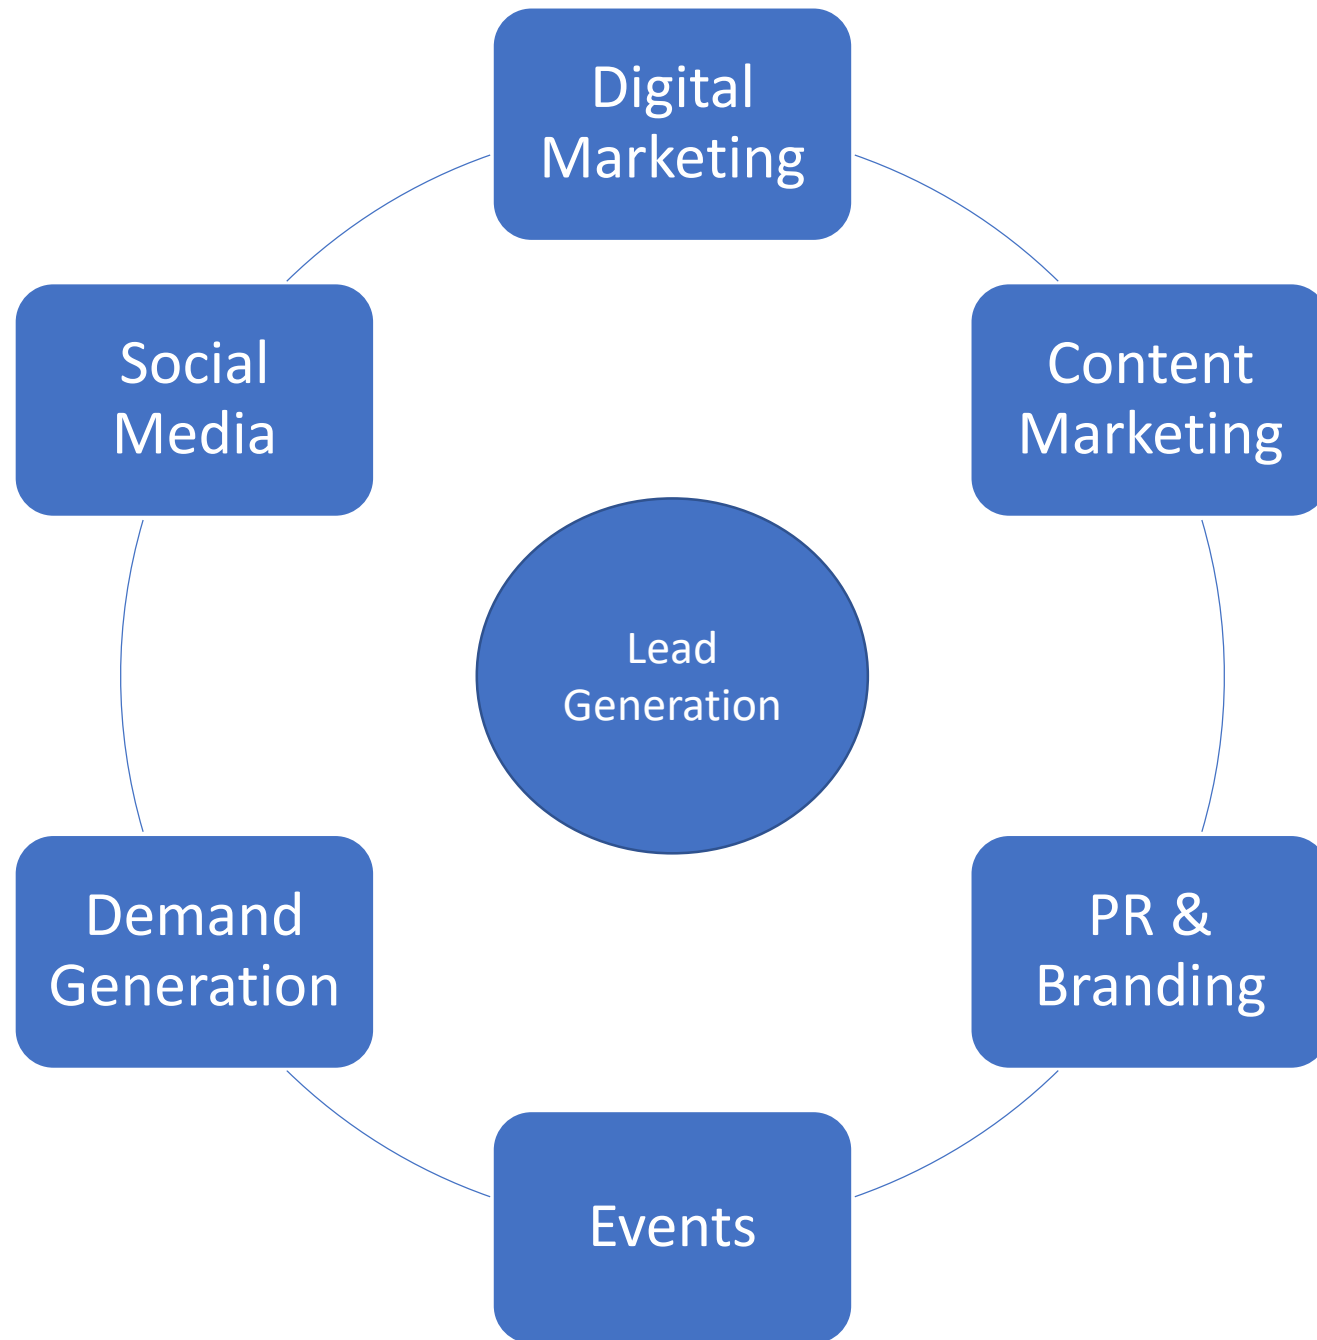 Digital
Marketing
Social
Media
Content
Marketing
Lead
Generation
Demand
Generation
PR &
Branding
Events